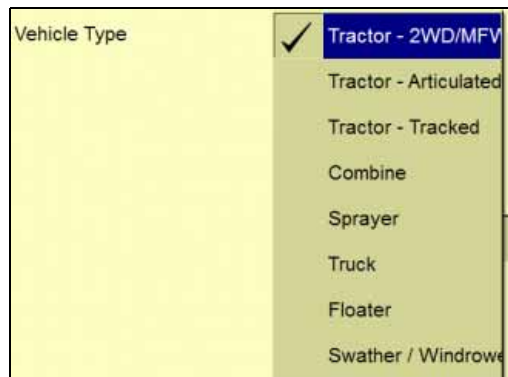 Vehicle Type
Tractor - 2WD/MFW
Tractor - Articulated
Tractor - Tracked
Combine
Sprayer
Truck
Floater
Swather / Windrowe